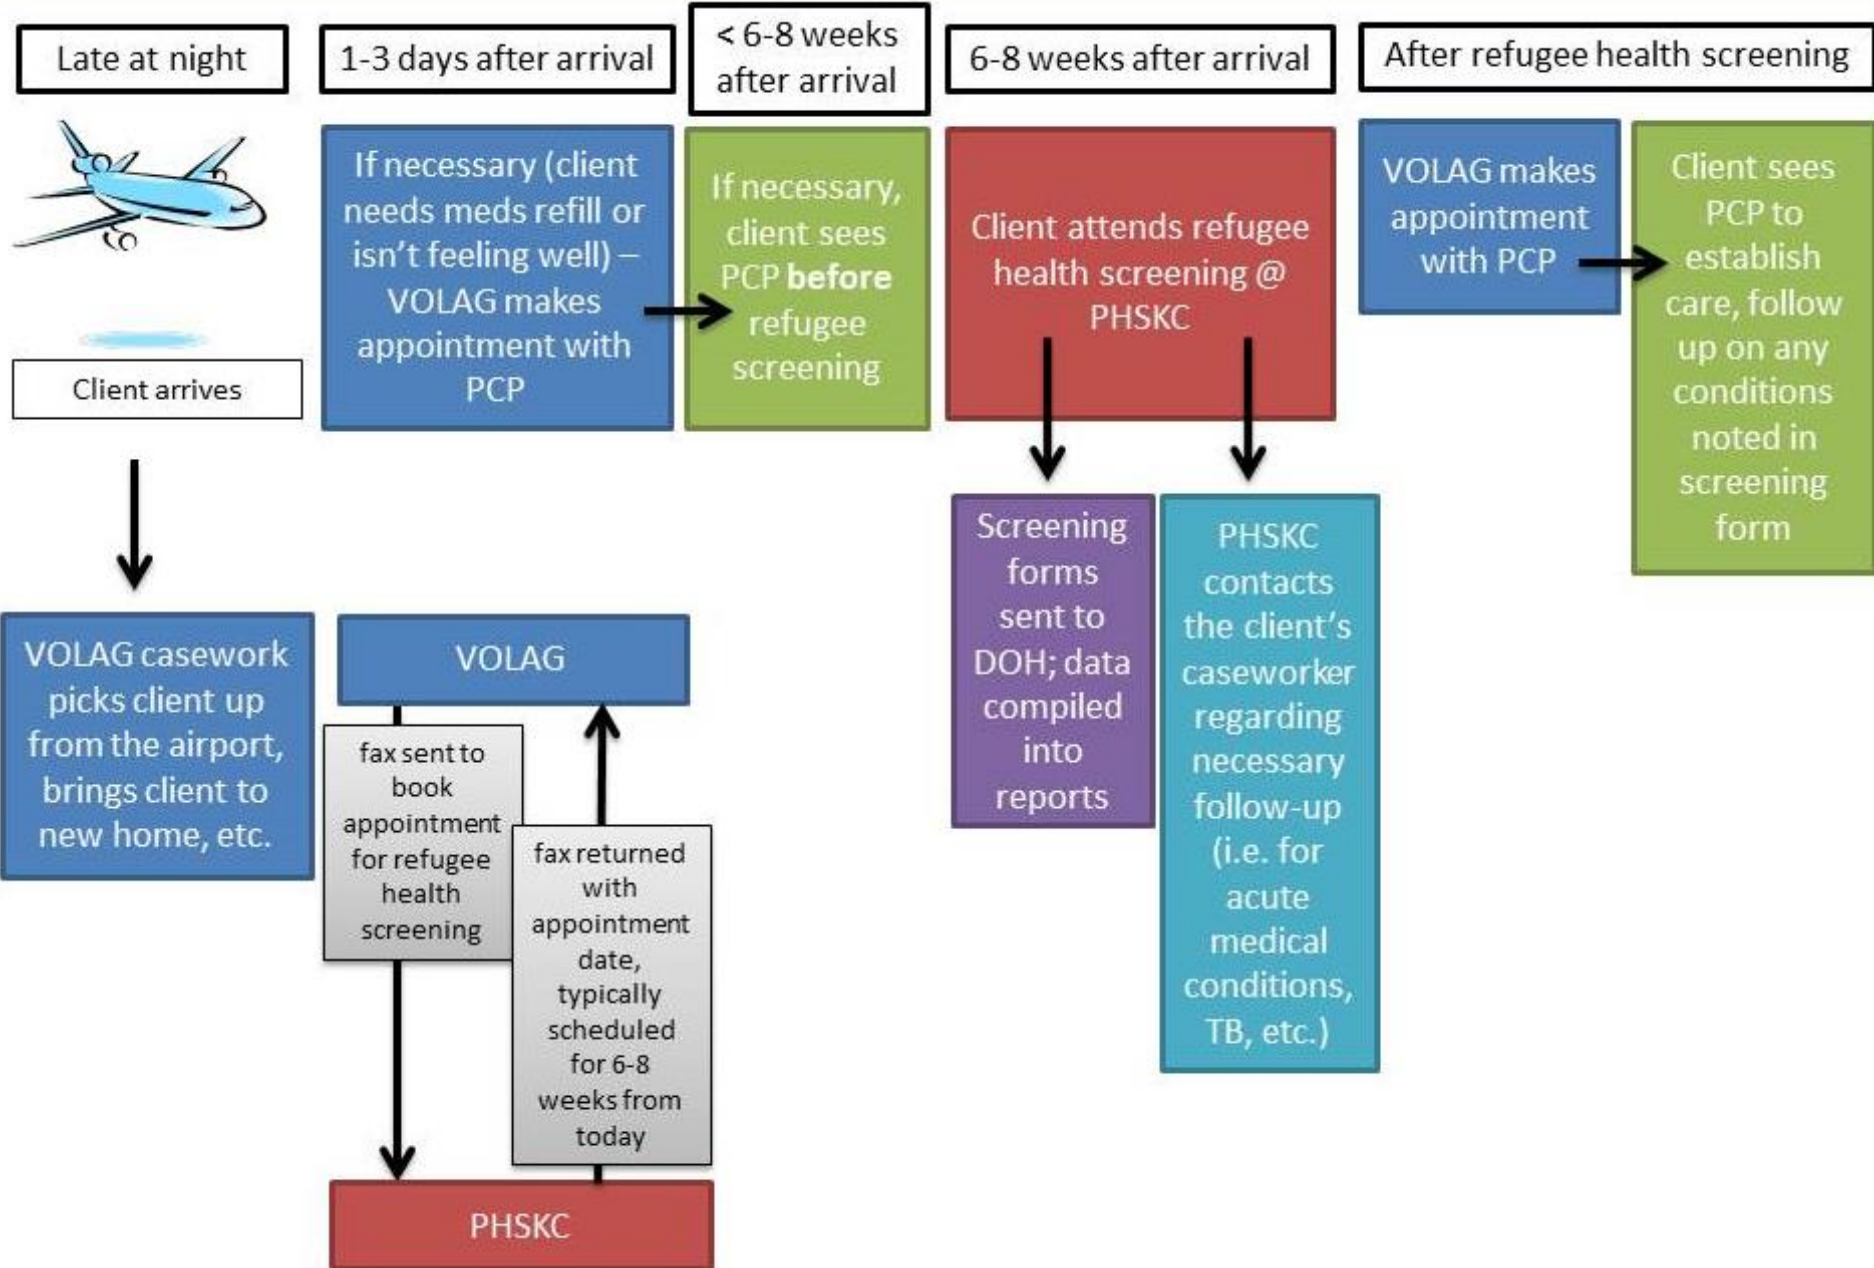 Late at night
1-3 days after arrival
< 6-8 weeks
after arrival
6-8 weeks after arrival
After refugee health screening
Client arrives
If necessary (client
needs meds refill or
isn't feeling well) –
VOLAG makes
appointment with
PCP
If necessary,
client sees
PCP before
refugee
screening
Client attends refugee
health screening @
PHSKC
VOLAG makes
appointment
with PCP
Client sees
PCP to
establish
care, follow
up on any
conditions
noted in
screening
form
VOLAG casework
picks client up
from the airport,
brings client to
new home, etc.
VOLAG
fax sent to
book
appointment
for refugee
health
screening
fax returned
with
appointment
date,
typically
scheduled
for 6-8
weeks from
today
PHSKC
Screening
forms
sent to
DOH; data
compiled
into
reports
PHSKC
contacts
the client's
caseworker
regarding
necessary
follow-up
(i.e. for
acute
medical
conditions,
TB, etc.)